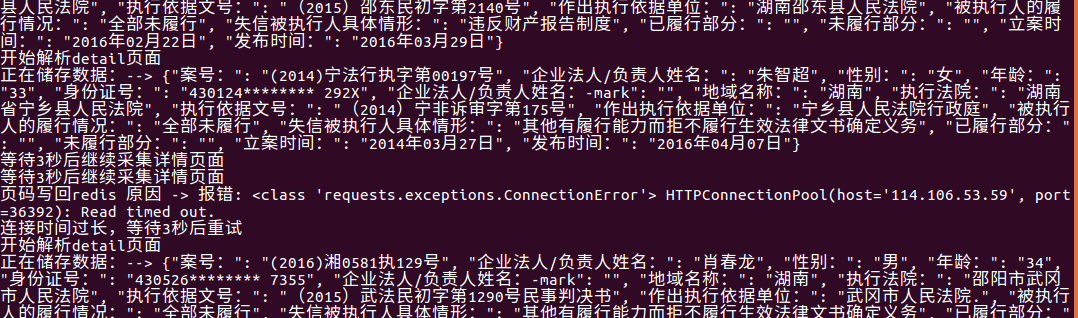 县人民法院", "执行依据文号：": "（2015）邵东民初字第2140号", "作出执行依据单位：": "湖南邵东县人民法院", "被执行人的履
行情况：": "全部未履行", "失信被执行人具体情形：": "违反财产报告制度", "已履行部分：": "", "未履行部分：": "", "立案时
间：": "2016年02月22日", "发布时间：": "2016年03月29日"}
开始解析detail页面
正在储存数据：--> {"案号：": "(2014)宁法行执字第00197号", "企业法人/负责人姓名：": "朱智超", "性别：": "女", "年龄：":
"33", "身份证号：": "430124******** 292X", "企业法人/负责人姓名：-mark": "", "地域名称：": "湖南", "执行法院：": "湖南
省宁乡县人民法院", "执行依据文号：": "（2014）宁非诉审字第175号", "作出执行依据单位：": "宁乡县人民法院行政庭", "被执行
人的履行情况：": "全部未履行", "失信被执行人具体情形：": "其他有履行能力而拒不履行生效法律文书确定义务", "已履行部分：
": "", "未履行部分：": "", "立案时间：": "2014年03月27日", "发布时间：": "2016年04月07日"}
等待3秒后继续采集详情页面
等待3秒后继续采集详情页面
页码写回redis 原因 -> 报错: <class 'requests.exceptions.ConnectionError'> HTTPConnectionPool(host='114.106.53.59', port
=36392): Read timed out.
连接时间过长，等待3秒后重试
开始解析detail页面
正在储存数据：--> {"案号：": "(2016)湘0581执129号", "企业法人/负责人姓名：": "肖春龙", "性别：": "男", "年龄：": "34",
"身份证号：": "430526******** 7355", "企业法人/负责人姓名：-mark": "", "地域名称：": "湖南", "执行法院：": "邵阳市武冈
市人民法院", "执行依据文号：": "（2015）武法民初字第1290号民事判决书", "作出执行依据单位：": "武冈市人民法院.", "被执行
人的履行情况：": "全部未履行", "失信被执行人具体情形：": "其他有履行能力而拒不履行生效法律文书确定义务", "已履行部分：